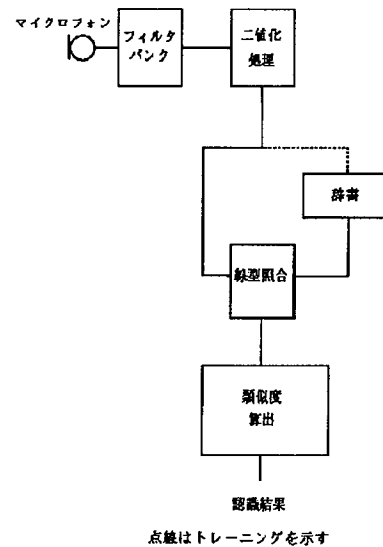 マイクロフォン
フィルタ
バンク
二値化
処理
辞書
線型照合
類似度
算出
認識結果
点線はトレーニングを示す